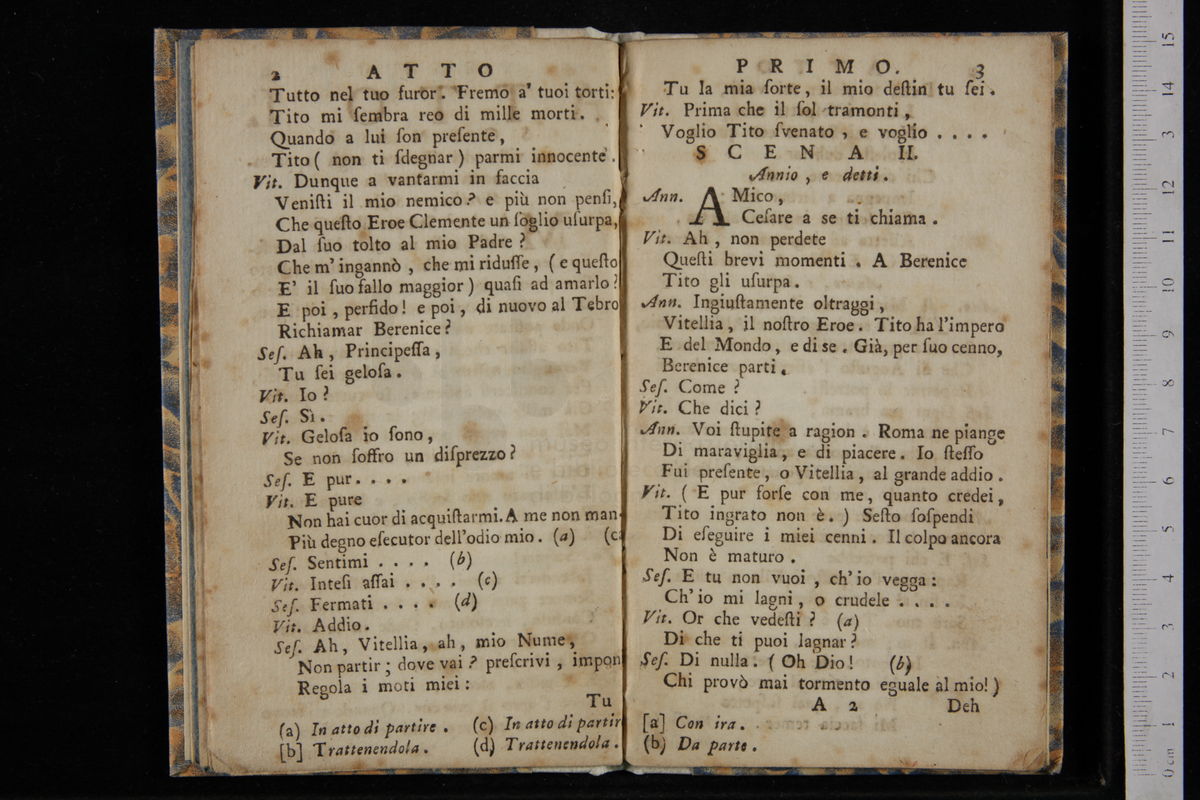 2 ATTO
Tutto nel tuo furor. Fremo a' tuoi torti:
Tito mi ſembra reo di mille morti.
Quando a lui ſon preſente,
Tito ( non ti ſdegnar ) parmi innocente.
Vit. Dunque a vantarmi in faccia
Veniſti il mio nemico? e più non penſi,
Che queſto Eroe Clemente un ſoglio uſurpa,
Dal ſuo tolto al mio Padre?
Che m'ingannò, che mi riduſſe, (e queſto
E' il ſuo fallo maggior) quaſi ad amarlo?
E poi, perfido! e poi, di nuovo al Tebro
Richiamar Berenice?
Seſ. Ah, Principeſſa,
Tu ſei geloſa.
Vit. Io?
Seſ. Sì.
Vit. Geloſa io ſono,
Se non ſoffro un diſprezzo?
Seſ. E pur....
Vit. E pure
Non hai cuor di acquiſtarmi. A me non man-
Più degno eſecutor dell'odio mio. (a) (ca
Seſ. Sentimi .... (b)
Vit. Inteſi aſſai .... (c)
Seſ. Fermati .... (d)
Vit. Addio.
Seſ. Ah, Vitellia, ah, mio Nume,
Non partir; dove vai? preſcrivi, impon
Regola i moti miei:
Tu
(a) In atto di partire. (c) In atto di partir
[b] Trattenendola. (d) Trattenendola.
PRIMO. 3
Tu la mia ſorte, il mio deſtin tu ſei.
Vit. Prima che il ſol tramonti,
Voglio Tito ſvenato, e voglio ....
SCENA II.
Annio, e detti.
Ann. AMico,
Ceſare a se ti chiama.
Vit. Ah, non perdete
Queſti brevi momenti. A Berenice
Tito gli uſurpa.
Ann. Ingiuſtamente oltraggi,
Vitellia, il noſtro Eroe. Tito ha l'impero
E del Mondo, e di se. Già, per ſuo cenno,
Berenice parti.
Seſ. Come?
Vit. Che dici?
Ann. Voi ſtupite a ragion. Roma ne piange
Di maraviglia, e di piacere. Io ſteſſo
Fui preſente, o Vitellia, al grande addio.
Vit. ( E pur forſe con me, quanto credei,
Tito ingrato non è. ) Seſto ſoſpendi
Di eſeguire i miei cenni. Il colpo ancora
Non è maturo.
Seſ. E tu non vuoi, ch'io vegga:
Ch'io mi lagni, o crudele ....
Vit. Or che vedeſti? (a)
Di che ti puoi lagnar?
Seſ. Di nulla. ( Oh Dio! (b)
Chi provò mai tormento eguale al mio!)
A 2 Deh
[a] Con ira.
(b) Da parte.